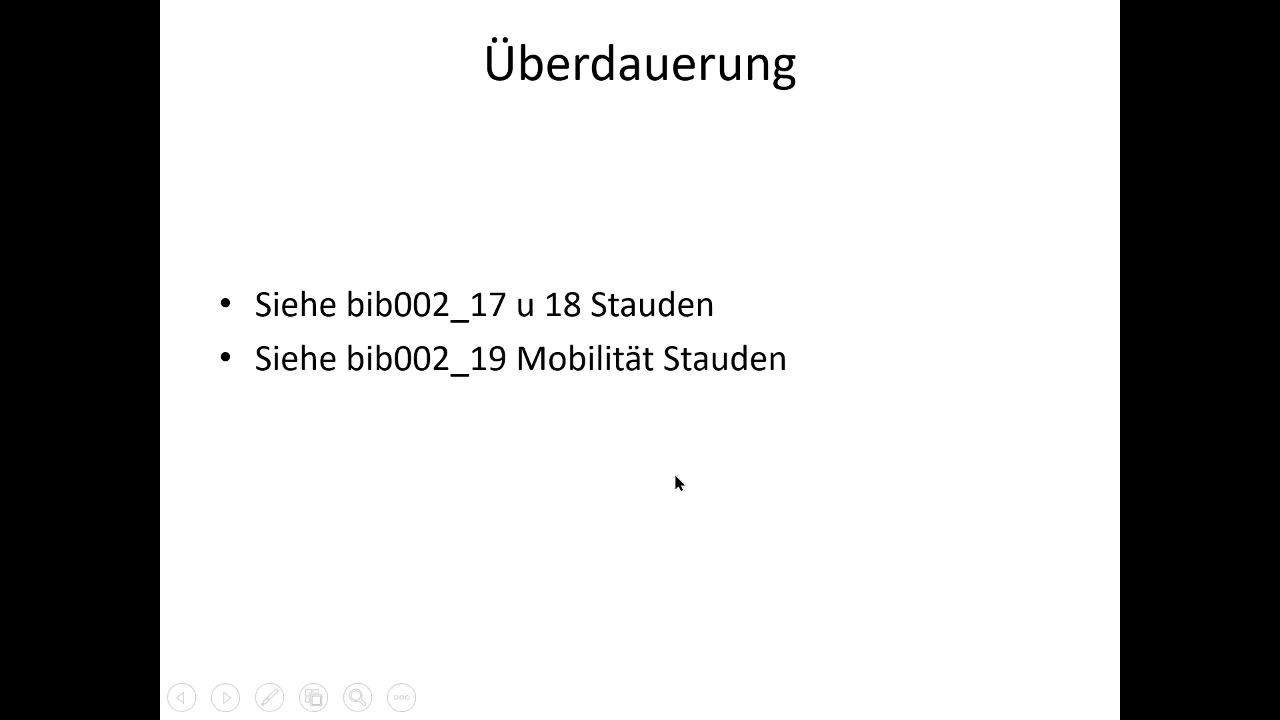 Überdauerung
• Siehe bib002_17 u 18 Stauden
• Siehe bib002_19 Mobilität Stauden